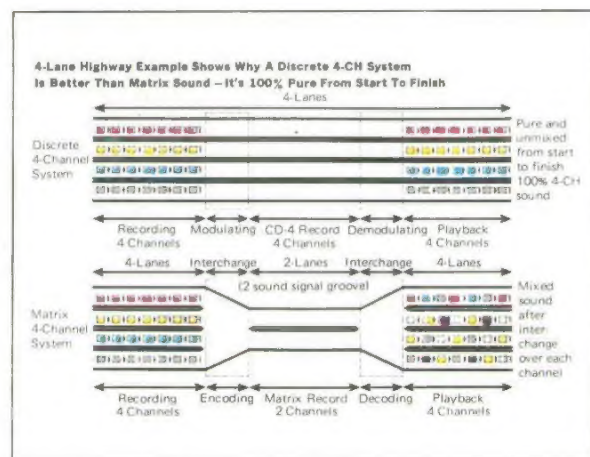 4-Lane Highway Example Shows Why A Discrete 4-CH System
Is Better Than Matrix Sound – It's 100% Pure From Start To Finish
4-Lanes
Discrete
4-Channel
System
Pure and
unmixed
from start
to finish
100% 4-CH
sound
Recording
4 Channels
Modulating
CD-4 Record
4 Channels
Demodulating
Playback
4 Channels
4-Lanes
Interchange
2-Lanes
Interchange
4-Lanes
(2 sound signal groove)
Matrix
4-Channel
System
Mixed
sound
after
inter
change
over each
channel
Recording
4 Channels
Encoding
Matrix Record
2 Channels
Decoding
Playback
4 Channels